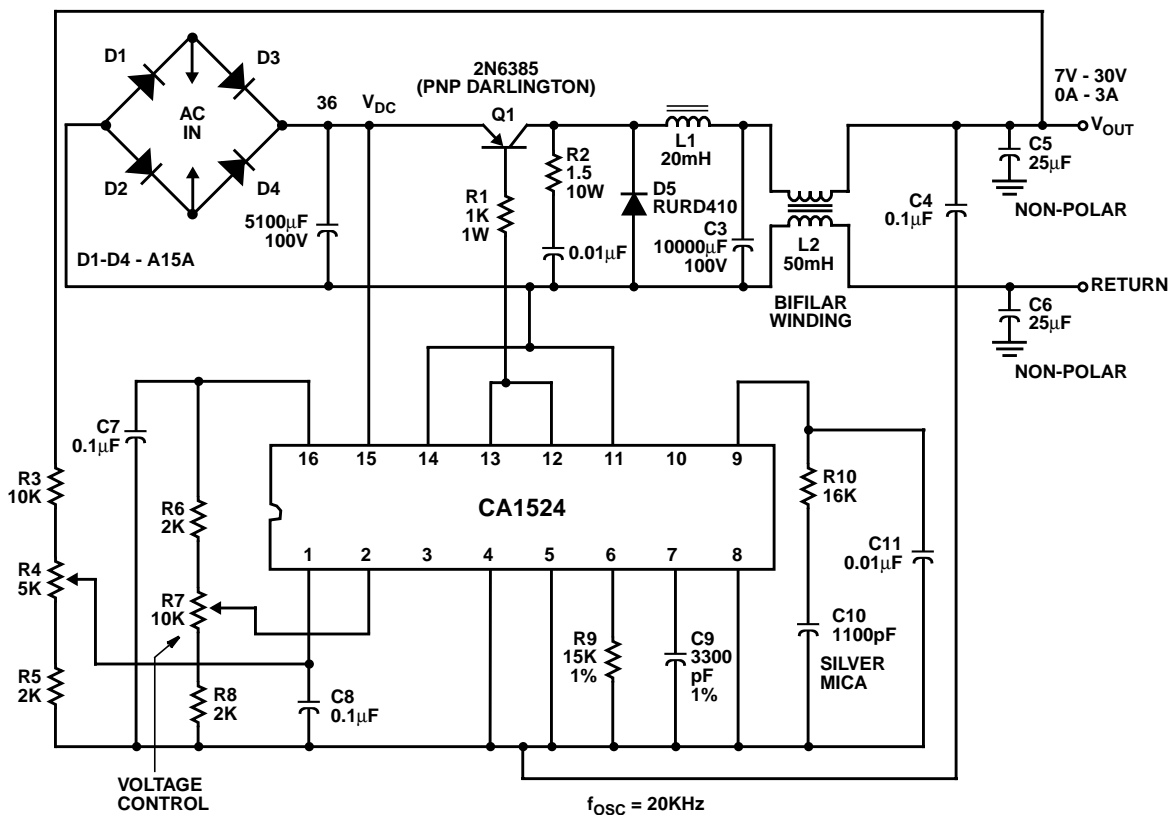 D1
D3
AC
IN
D2
D4
D1-D4 - A15A
36
V_DC
5100μF
100V
2N6385
(PNP DARLINGTON)
Q1
R1
1K
1W
R2
1.5
10W
0.01μF
D5
RURD410
L1
20mH
C3
10000μF
100V
L2
50mH
BIFILAR
WINDING
C4
0.1μF
7V - 30V
0A - 3A
V_OUT
C5
25μF
NON-POLAR
RETURN
C6
25μF
NON-POLAR
C7
0.1μF
R3
10K
R4
5K
R5
2K
R6
2K
R7
10K
R8
2K
VOLTAGE
CONTROL
16 15 14 13 12 11 10 9
CA1524
1 2 3 4 5 6 7 8
C8
0.1μF
R9
15K
1%
C9
3300
pF
1%
R10
16K
C10
1100pF
SILVER
MICA
C11
0.01μF
f_OSC = 20KHz